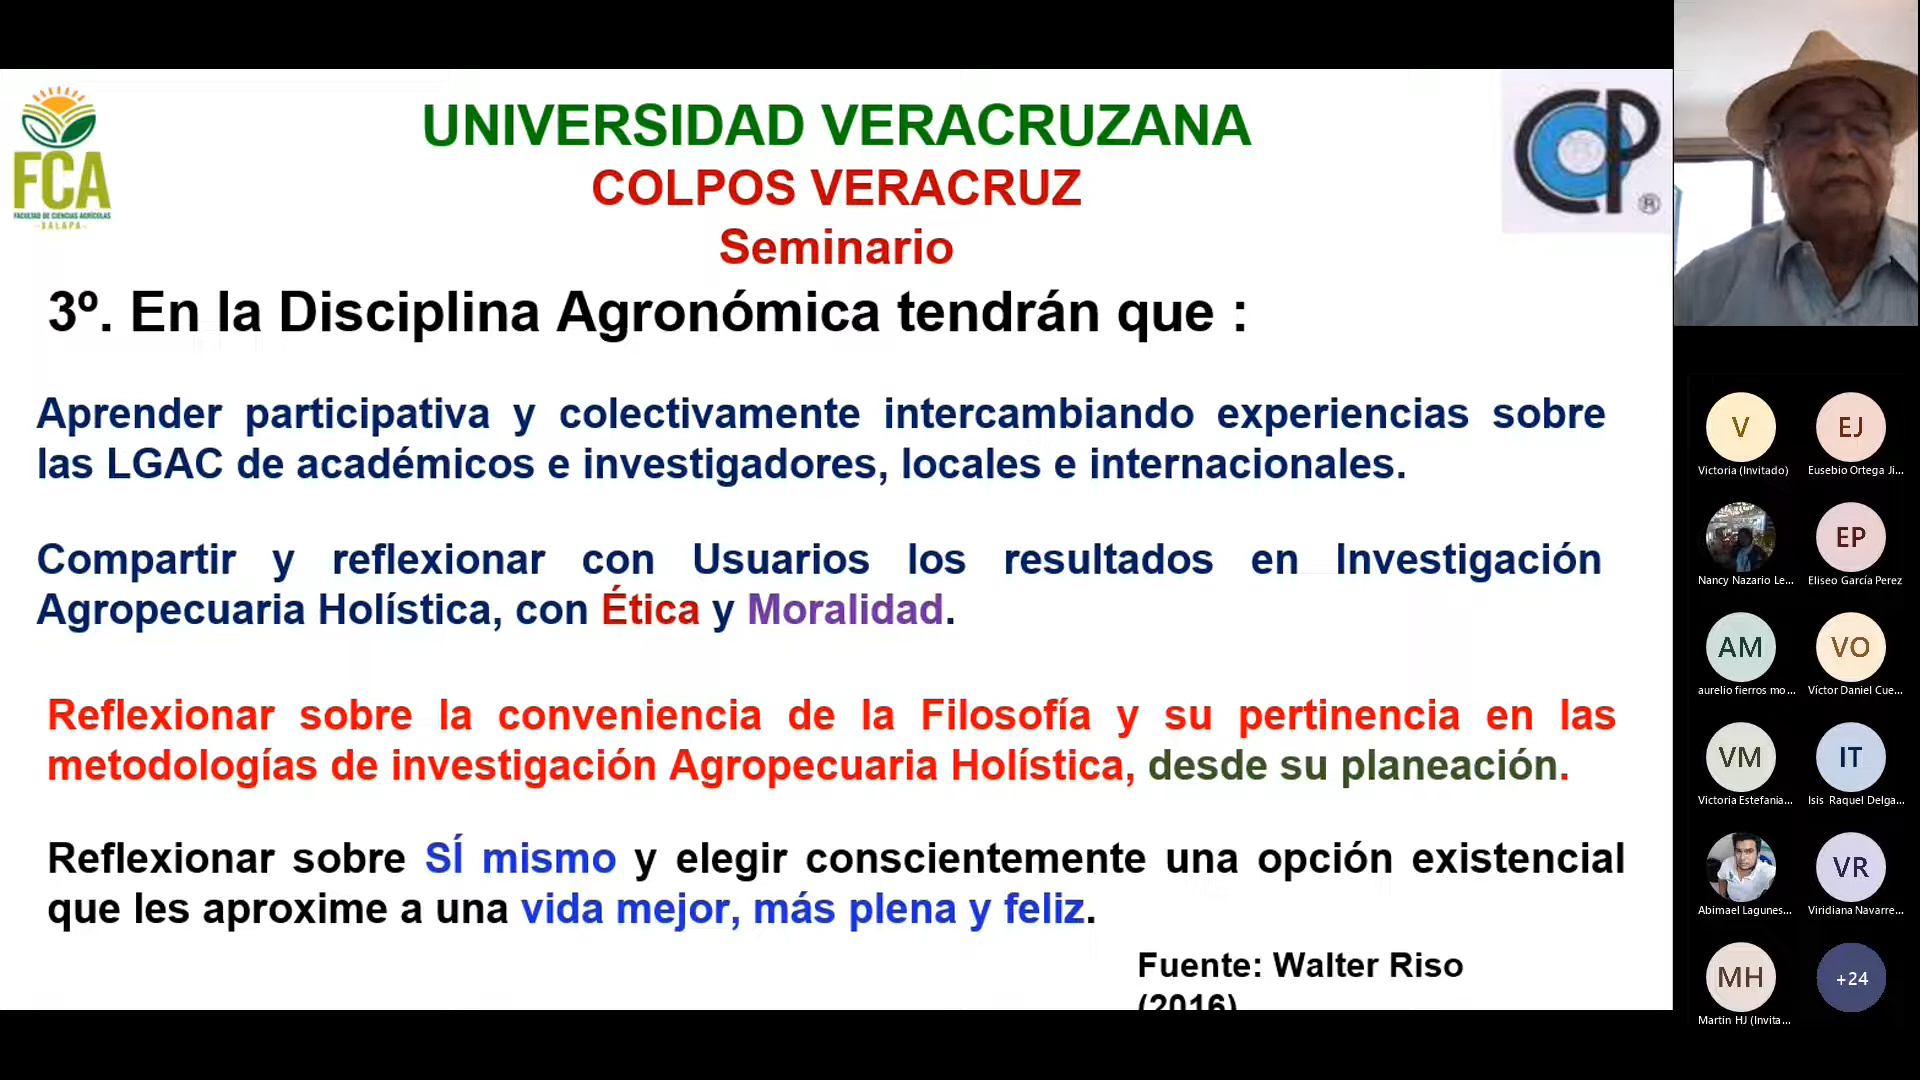 FCA
FACULTAD DE CIENCIAS AGRÍCOLAS
-XALAPA-
UNIVERSIDAD VERACRUZANA
COLPOS VERACRUZ
Seminario
CP
®
3º. En la Disciplina Agronómica tendrán que :
Aprender participativa y colectivamente intercambiando experiencias sobre
las LGAC de académicos e investigadores, locales e internacionales.
Compartir y reflexionar con Usuarios los resultados en Investigación
Agropecuaria Holística, con Ética y Moralidad.
Reflexionar sobre la conveniencia de la Filosofía y su pertinencia en las
metodologías de investigación Agropecuaria Holística, desde su planeación.
Reflexionar sobre SÍ mismo y elegir conscientemente una opción existencial
que les aproxime a una vida mejor, más plena y feliz.
Fuente: Walter Riso
(2016)
V
Victoria (Invitado)
EJ
Eusebio Ortega Ji...
Nancy Nazario Le...
EP
Eliseo García Perez
AM
aurelio fierros mo...
VO
Víctor Daniel Cue...
VM
Victoria Estefania...
IT
Isis Raquel Delga...
Abimael Lagunes...
VR
Viridiana Navarre...
MH
Martin HJ (Invita...
+24